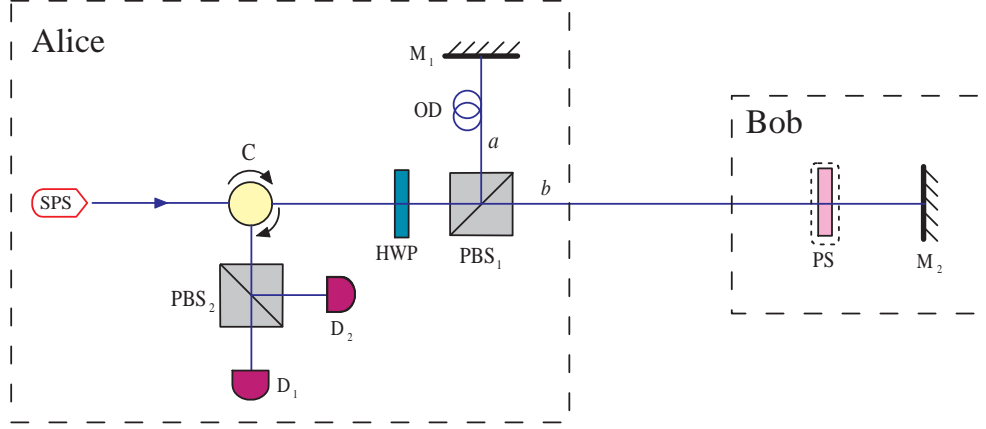 Alice
M₁
OD
a
Bob
C
SPS
b
HWP
PBS₁
PS
M₂
PBS₂
D₂
D₁